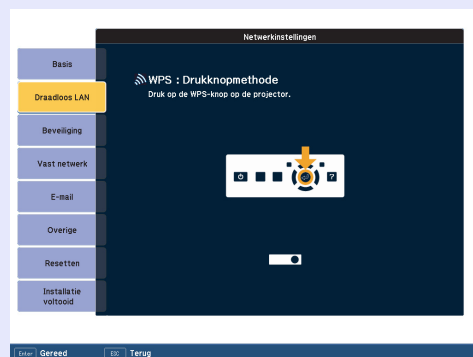 Netwerkinstellingen
Basis
Draadloos LAN
Beveiliging
Vast netwerk
E-mail
Overige
Resetten
Installatie
voltooid
WPS : Drukknopmethode
Druk op de WPS-knop op de projector.
?
Enter Gereed
ESC Terug